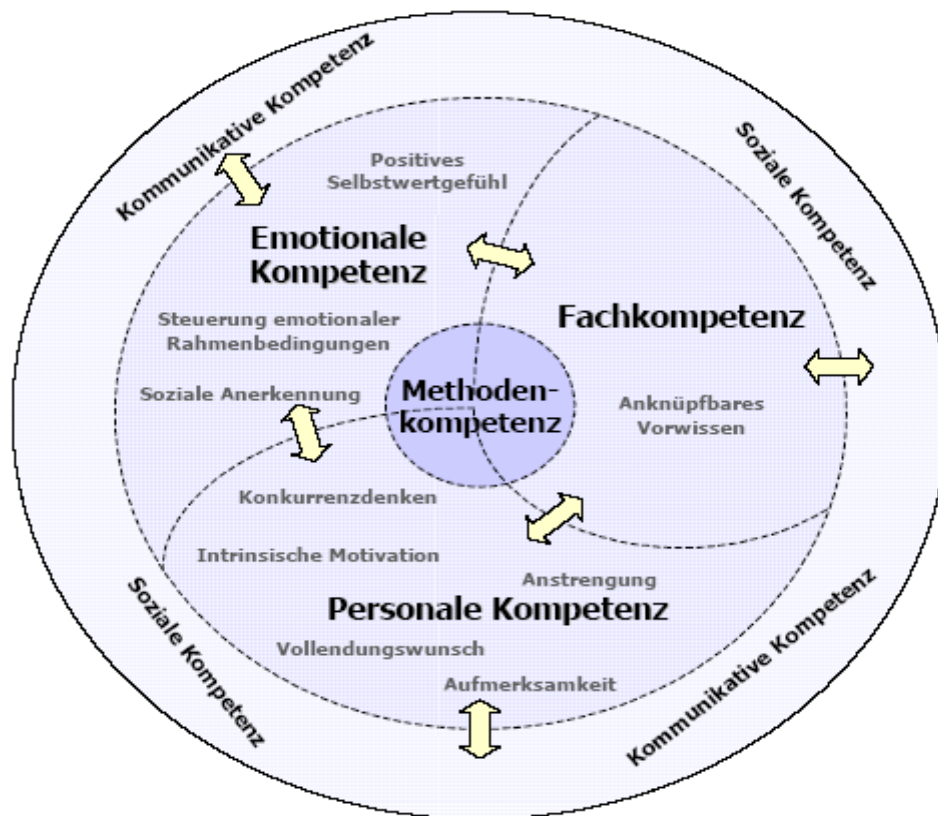 Kommunikative Kompetenz
Soziale Kompetenz
Positives
Selbstwertgefühl
Emotionale
Kompetenz
Steuerung emotionaler
Rahmenbedingungen
Fachkompetenz
Soziale Anerkennung
Methoden-
kompetenz
Anknüpfbares
Vorwissen
Konkurrenzdenken
Intrinsische Motivation
Anstrengung
Personale Kompetenz
Vollendungswunsch
Aufmerksamkeit
Soziale Kompetenz
Kommunikative Kompetenz